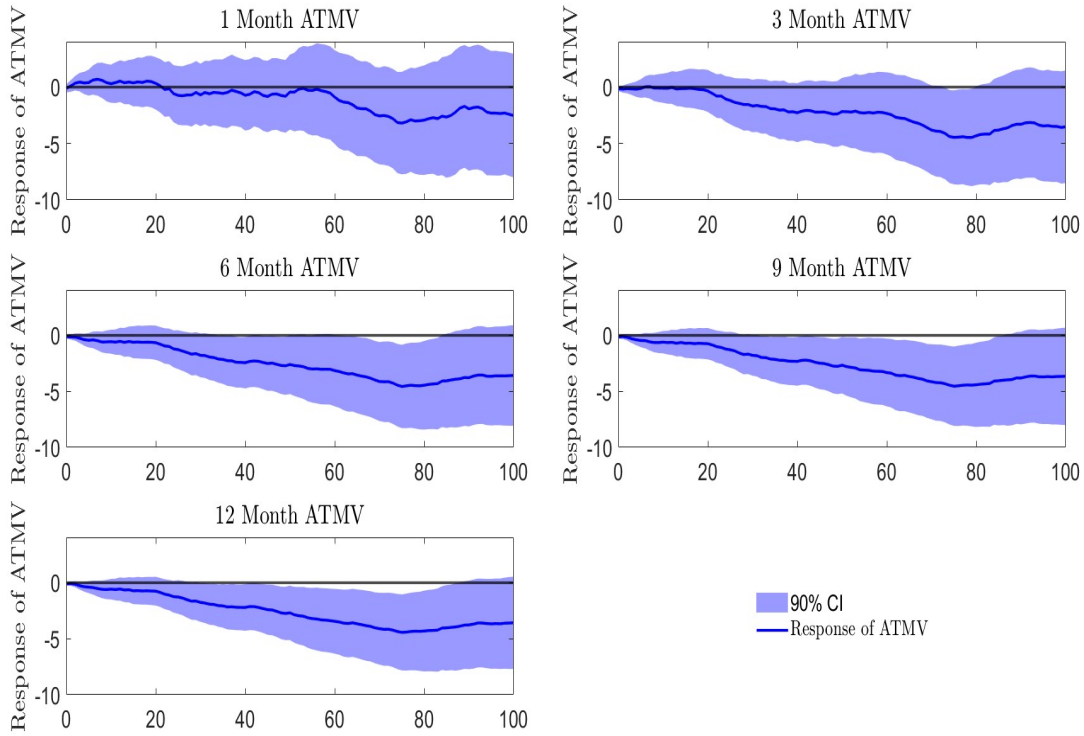 1 Month ATMV
Response of ATMV
0
-5
-10
0 20 40 60 80 100
3 Month ATMV
Response of ATMV
0
-5
-10
0 20 40 60 80 100
6 Month ATMV
Response of ATMV
0
-5
-10
0 20 40 60 80 100
9 Month ATMV
Response of ATMV
0
-5
-10
0 20 40 60 80 100
12 Month ATMV
Response of ATMV
0
-5
-10
0 20 40 60 80 100
90% CI
Response of ATMV